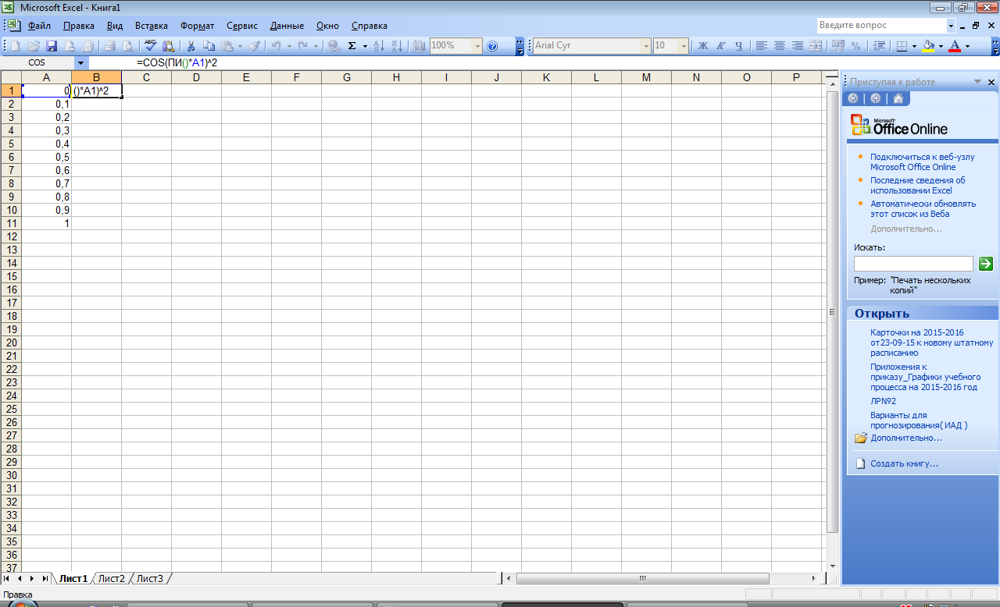 Microsoft Excel - Книга1
Файл Правка Вид Вставка Формат Сервис Данные Окно Справка
Введите вопрос
100%
Arial Cyr
10
Ж К Ч
COS
=COS(ПИ()*A1)^2
A B C D E F G H I J K L M N O P
1 0 ()*A1)^2
2 0,1
3 0,2
4 0,3
5 0,4
6 0,5
7 0,6
8 0,7
9 0,8
10 0,9
11 1
12
13
14
15
16
17
18
19
20
21
22
23
24
25
26
27
28
29
30
31
32
33
34
35
36
37
Приступая к работе
Microsoft
Office Online
Подключиться к веб-узлу
Microsoft Office Online
Последние сведения об
использовании Excel
Автоматически обновлять
этот список из Веба
Дополнительно...
Искать:
Пример: "Печать нескольких
копий"
Открыть
Карточки на 2015-2016
от23-09-15 к новому штатному
расписанию
Приложения к
приказу_Графики учебного
процесса на 2015-2016 год
ЛР№2
Варианты для
прогнозирования( ИАД )
Дополнительно...
Создать книгу...
Лист1 Лист2 Лист3
Правка